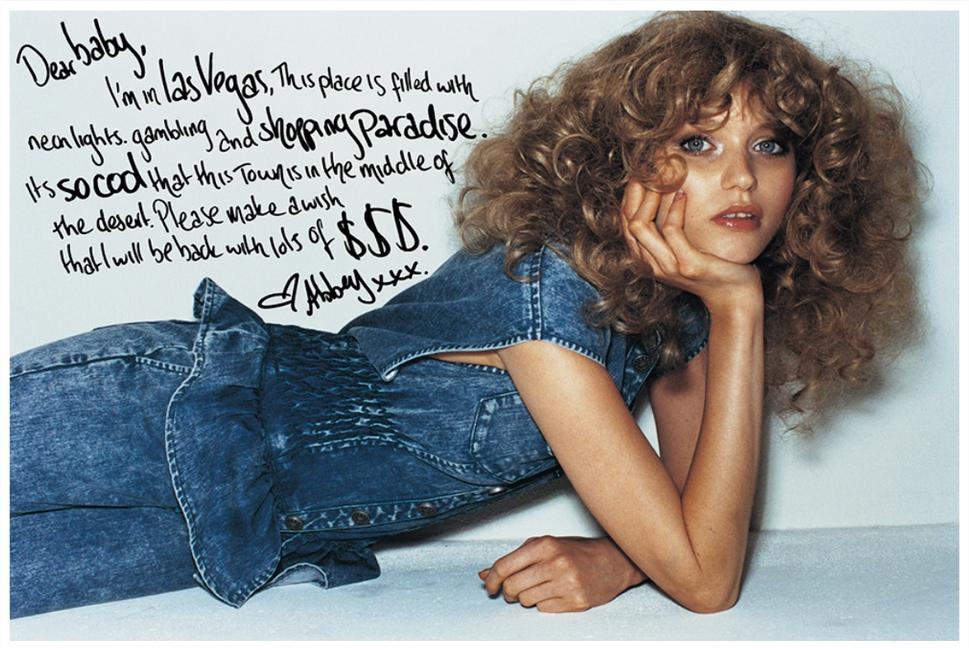 Dear baby,
I'm in las Vegas, This place is filled with
neon lights. gambling and shopping paradise.
Its so cool that this Town is in the middle of
the desert. Please make a wish
that I will be back with lots of $$$.
♡ Abbey xxx.